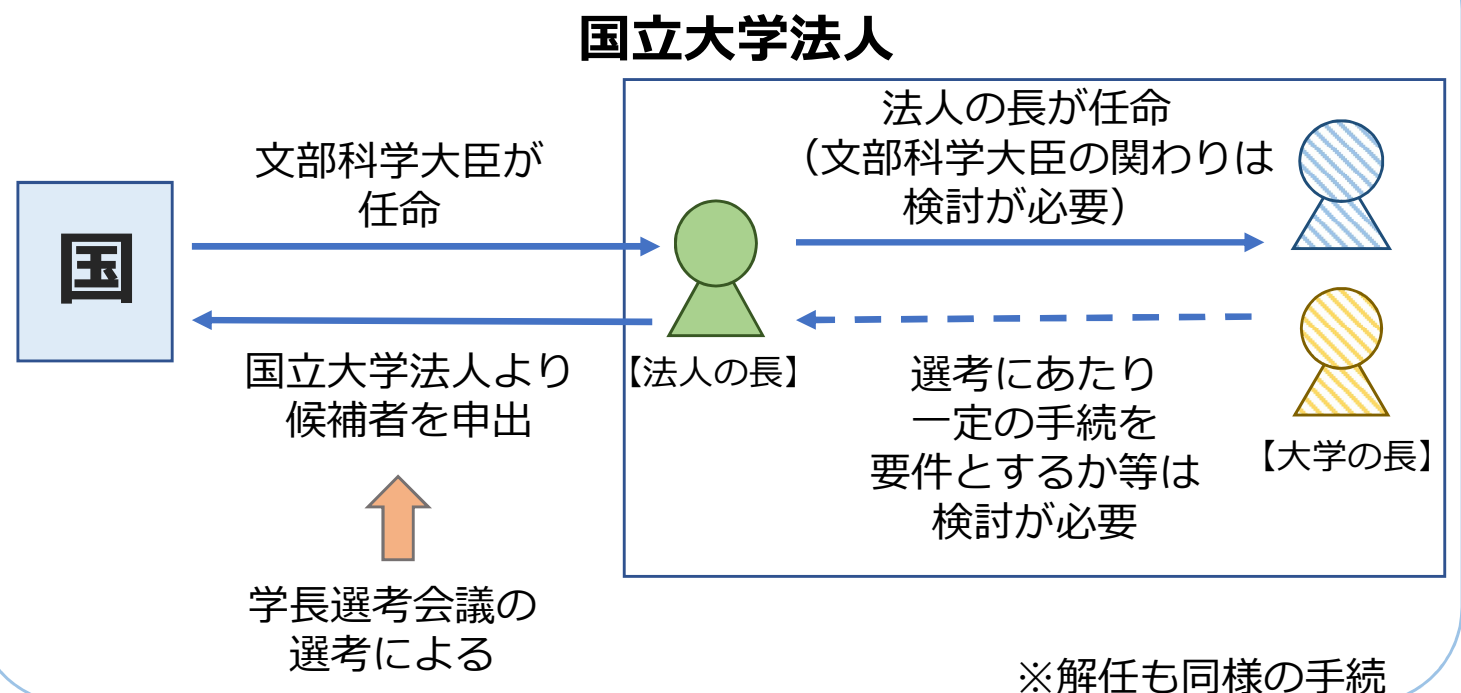 国立大学法人
文部科学大臣が
任命
国
国立大学法人より
候補者を申出
学長選考会議の
選考による
【法人の長】
法人の長が任命
（文部科学大臣の関わりは
検討が必要）
選考にあたり
一定の手続を
要件とするか等は
検討が必要
【大学の長】
※解任も同様の手続